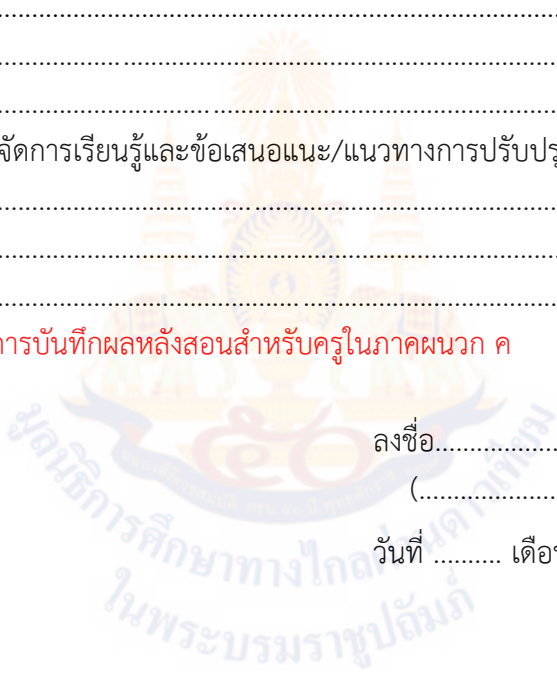 ................................................................................
................................................................................
................................................................................
จัดการเรียนรู้และข้อเสนอแนะ/แนวทางการปรับปรุ
................................................................................
................................................................................
................................................................................
การบันทึกผลหลังสอนสำหรับครูในภาคผนวก ค
ลงชื่อ..................
(.....................
วันที่ .......... เดือน
มูลนิธิการศึกษาทางไกลผ่านดาวเทียม
ในพระบรมราชูปถัมภ์